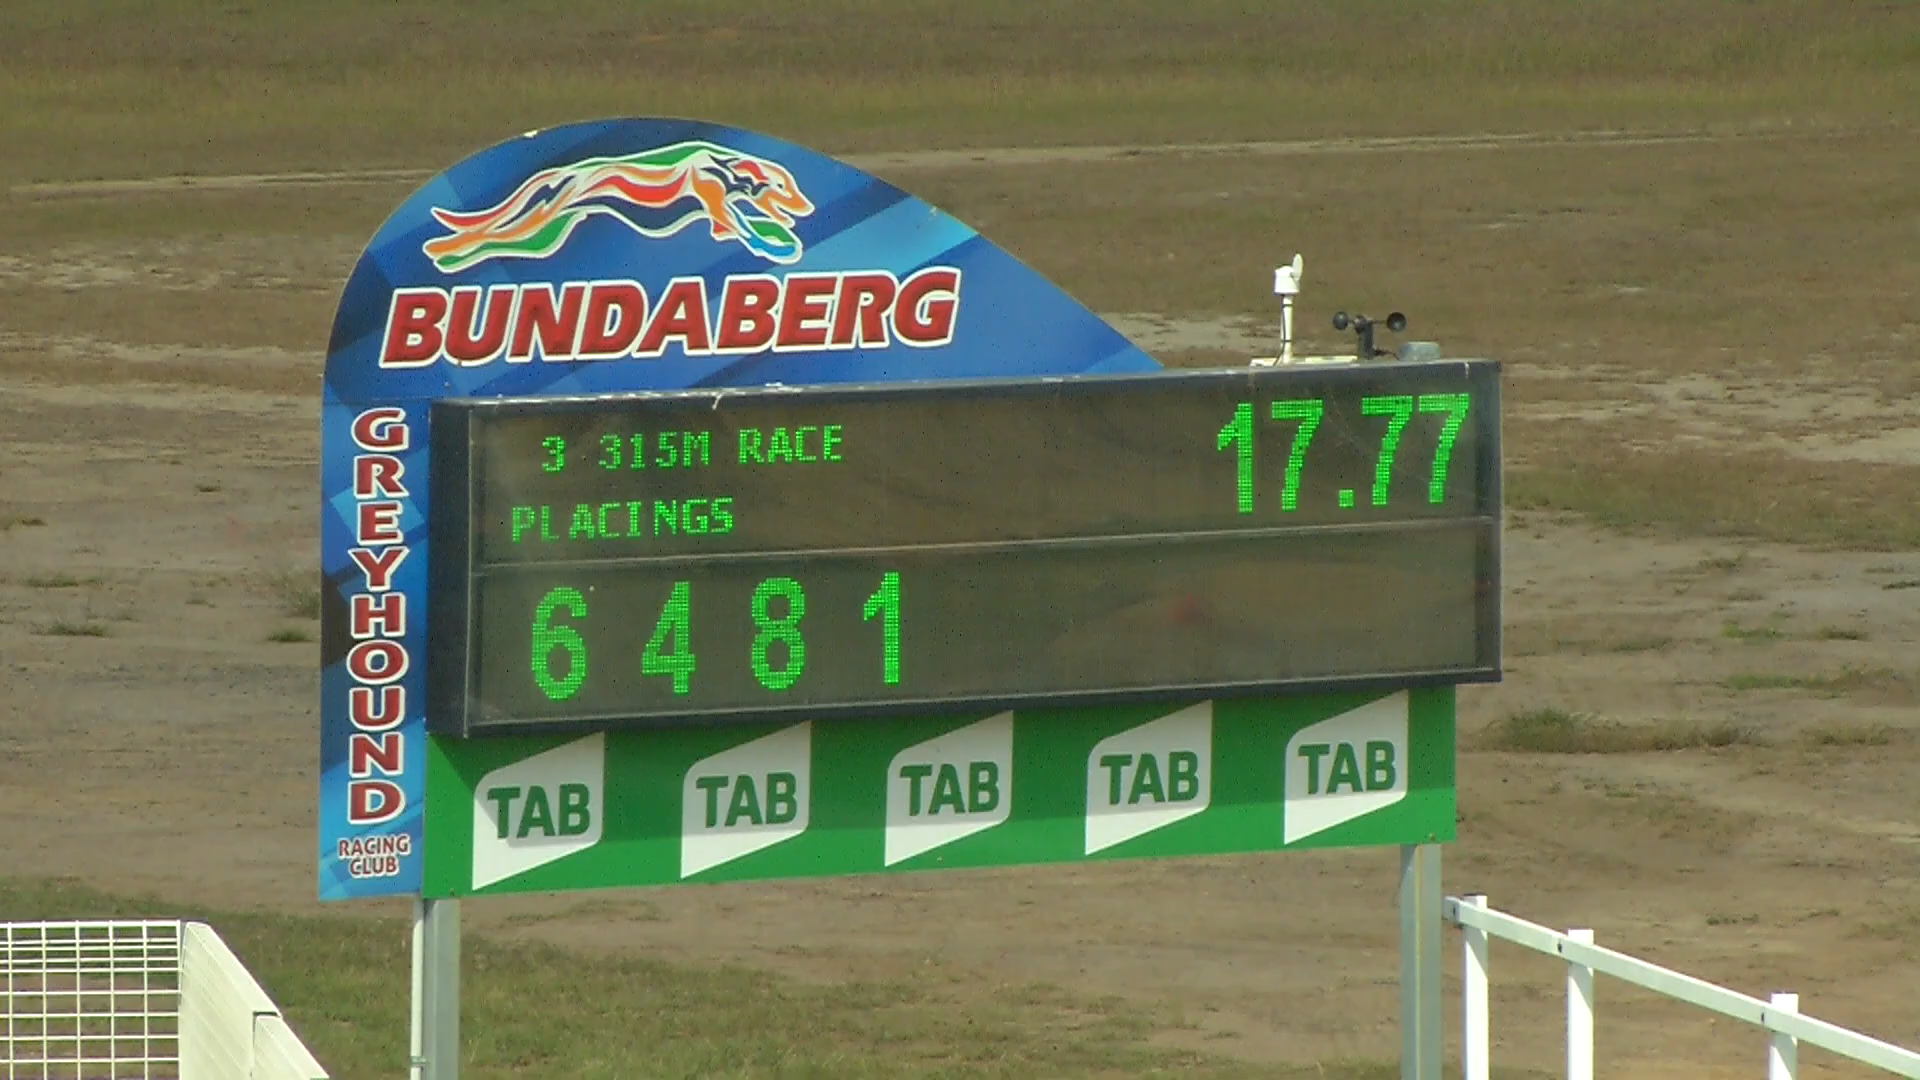 BUNDABERG
GREYHOUND
RACING
CLUB
3 315M RACE
17.77
PLACINGS
6 4 8 1
TAB TAB TAB TAB TAB